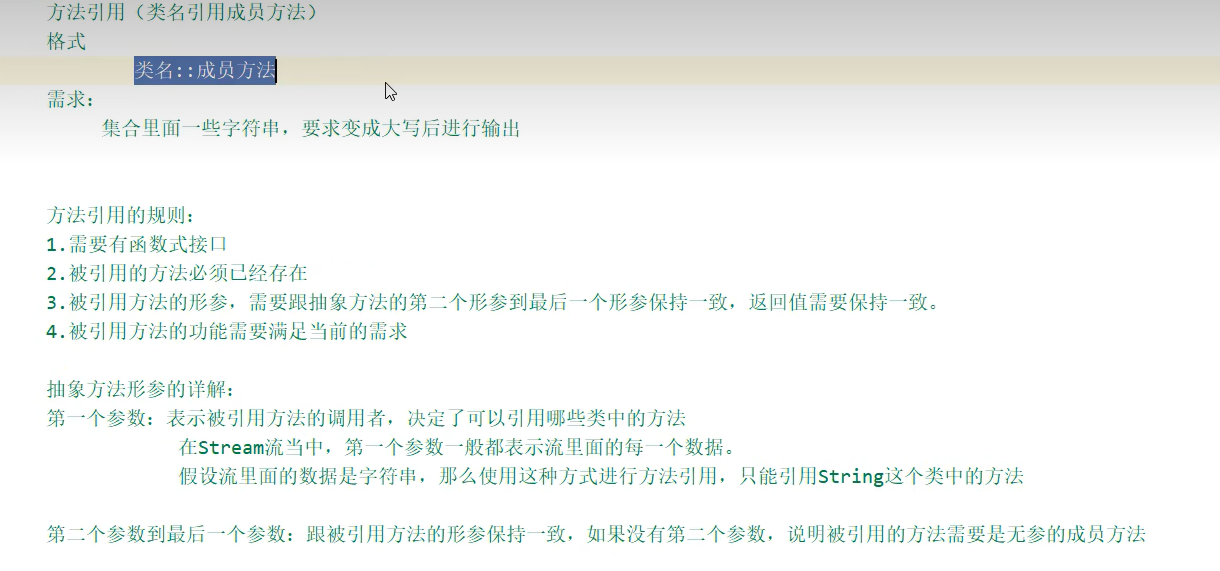 方法引用（类名引用成员方法）
格式
类名::成员方法
需求：
集合里面一些字符串，要求变成大写后进行输出
方法引用的规则：
1.需要有函数式接口
2.被引用的方法必须已经存在
3.被引用方法的形参，需要跟抽象方法的第二个形参到最后一个形参保持一致，返回值需要保持一致。
4.被引用方法的功能需要满足当前的需求
抽象方法形参的详解：
第一个参数：表示被引用方法的调用者，决定了可以引用哪些类中的方法
在Stream流当中，第一个参数一般都表示流里面的每一个数据。
假设流里面的数据是字符串，那么使用这种方式进行方法引用，只能引用String这个类中的方法
第二个参数到最后一个参数：跟被引用方法的形参保持一致，如果没有第二个参数，说明被引用的方法需要是无参的成员方法